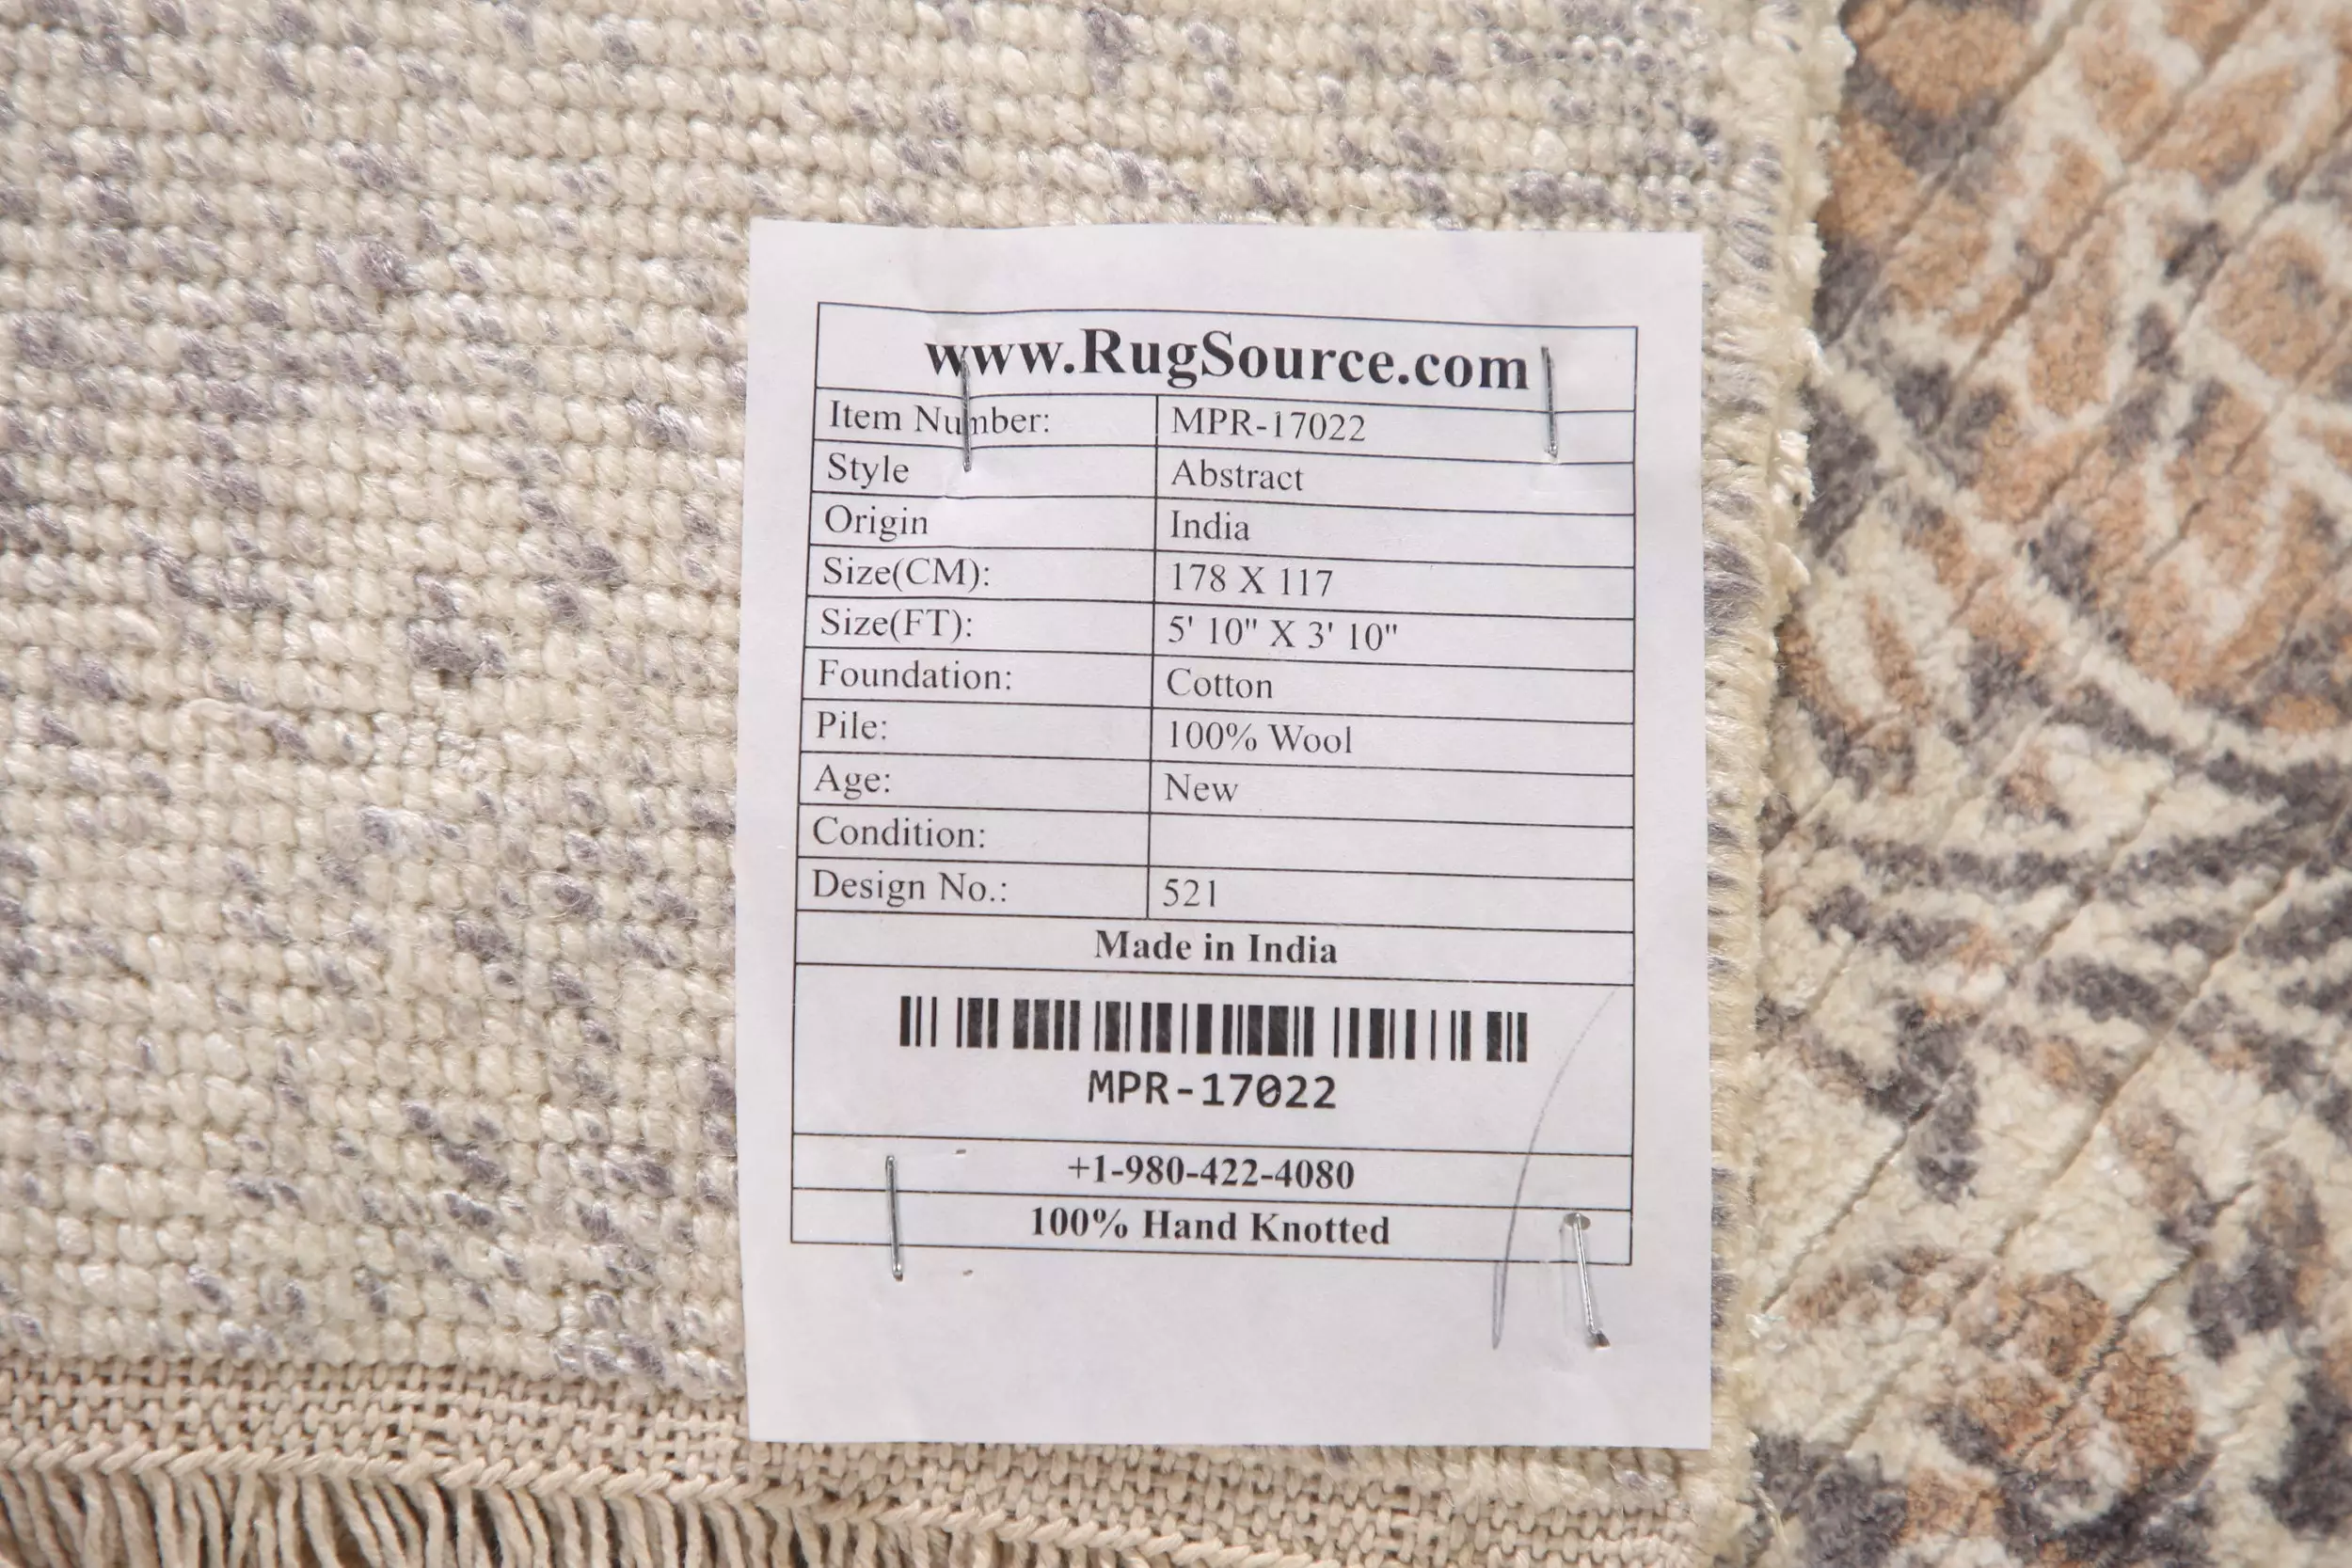 www.RugSource.com
Item Number: MPR-17022
Style Abstract
Origin India
Size(CM): 178 X 117
Size(FT): 5' 10" X 3' 10"
Foundation: Cotton
Pile: 100% Wool
Age: New
Condition:
Design No.: 521
Made in India
MPR-17022
+1-980-422-4080
100% Hand Knotted